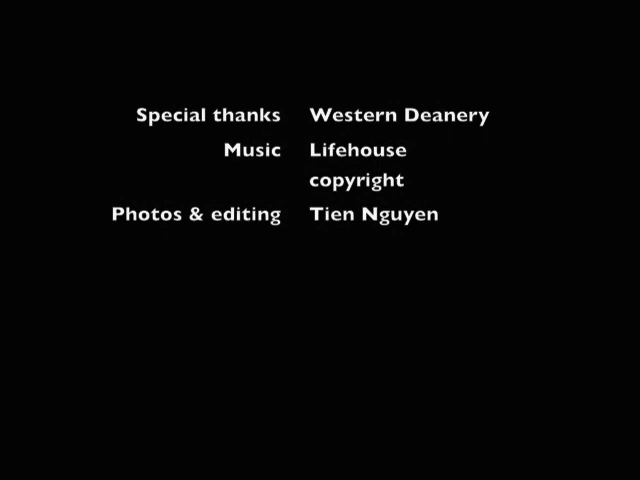 Special thanks Western Deanery
Music Lifehouse
copyright
Photos & editing Tien Nguyen